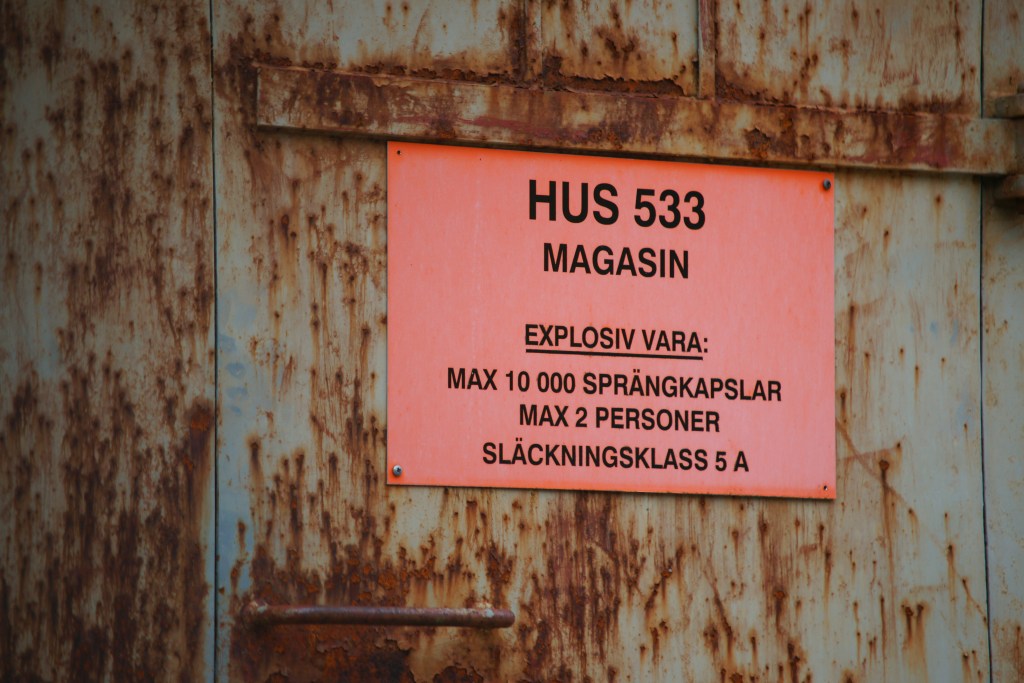 HUS 533
MAGASIN
EXPLOSIV VARA:
MAX 10 000 SPRÄNGKAPSLAR
MAX 2 PERSONER
SLÄCKNINGSKLASS 5 A